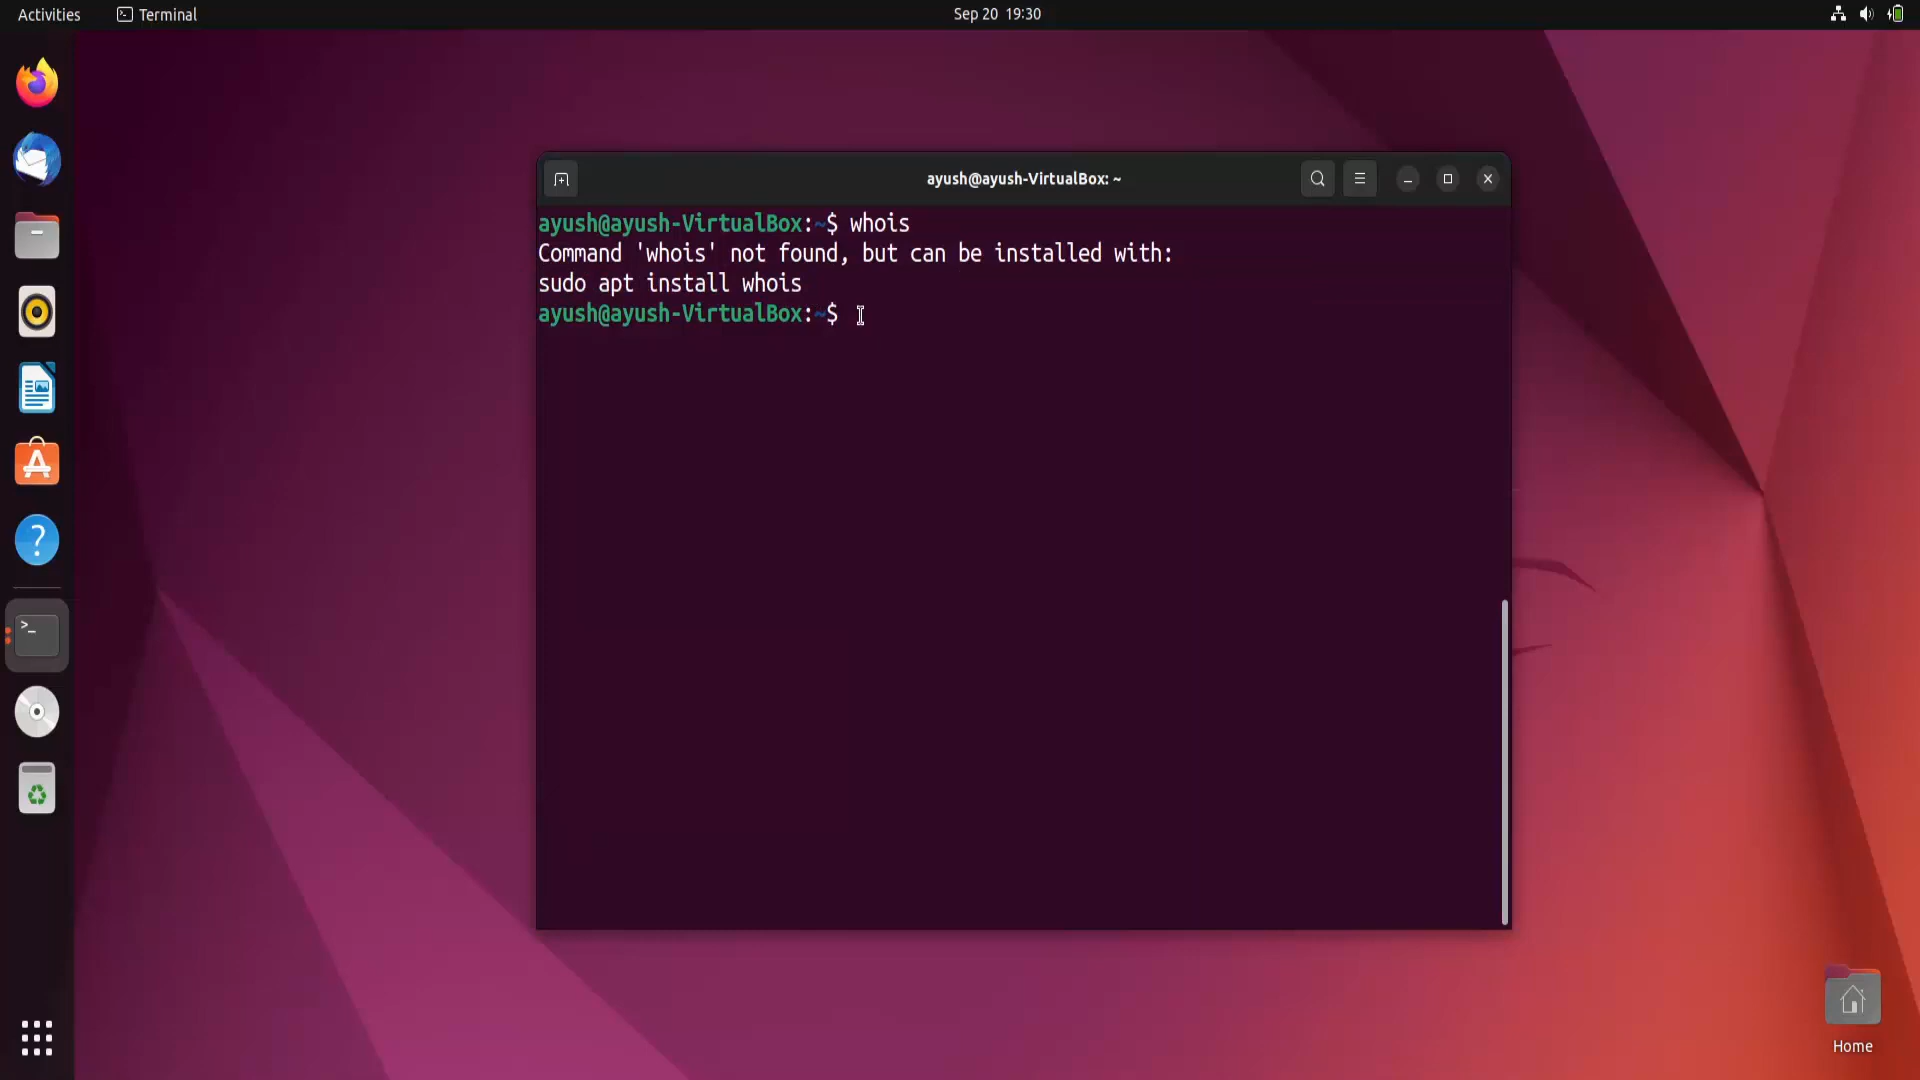 Activities
Terminal
Sep 20 19:30
ayush@ayush-VirtualBox: ~
ayush@ayush-VirtualBox:~$ whois
Command 'whois' not found, but can be installed with:
sudo apt install whois
ayush@ayush-VirtualBox:~$
Home